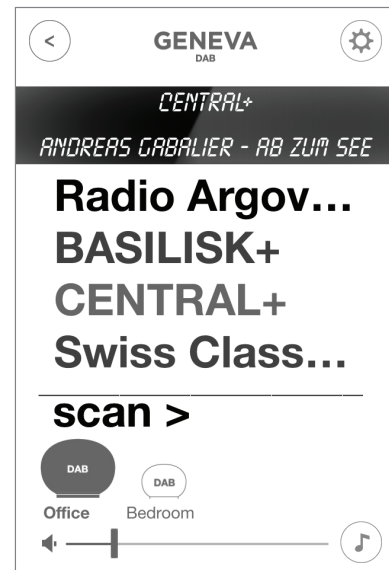 <
GENEVA
DAB
CENTRAL+
ANDREAS GABALIER - AB ZUM SEE
Radio Argov...
BASILISK+
CENTRAL+
Swiss Class...
scan >
DAB
DAB
Office
Bedroom